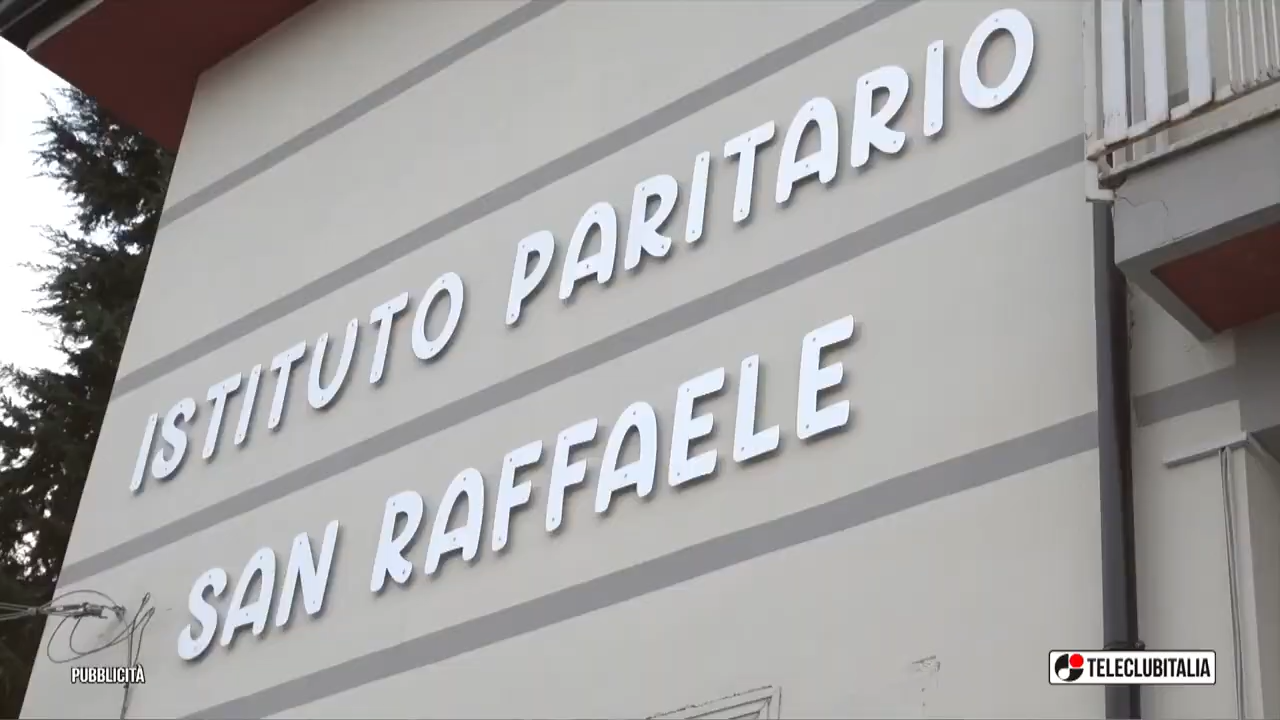 ISTITUTO PARITARIO
SAN RAFFAELE
PUBBLICITÀ
TELECLUBITALIA